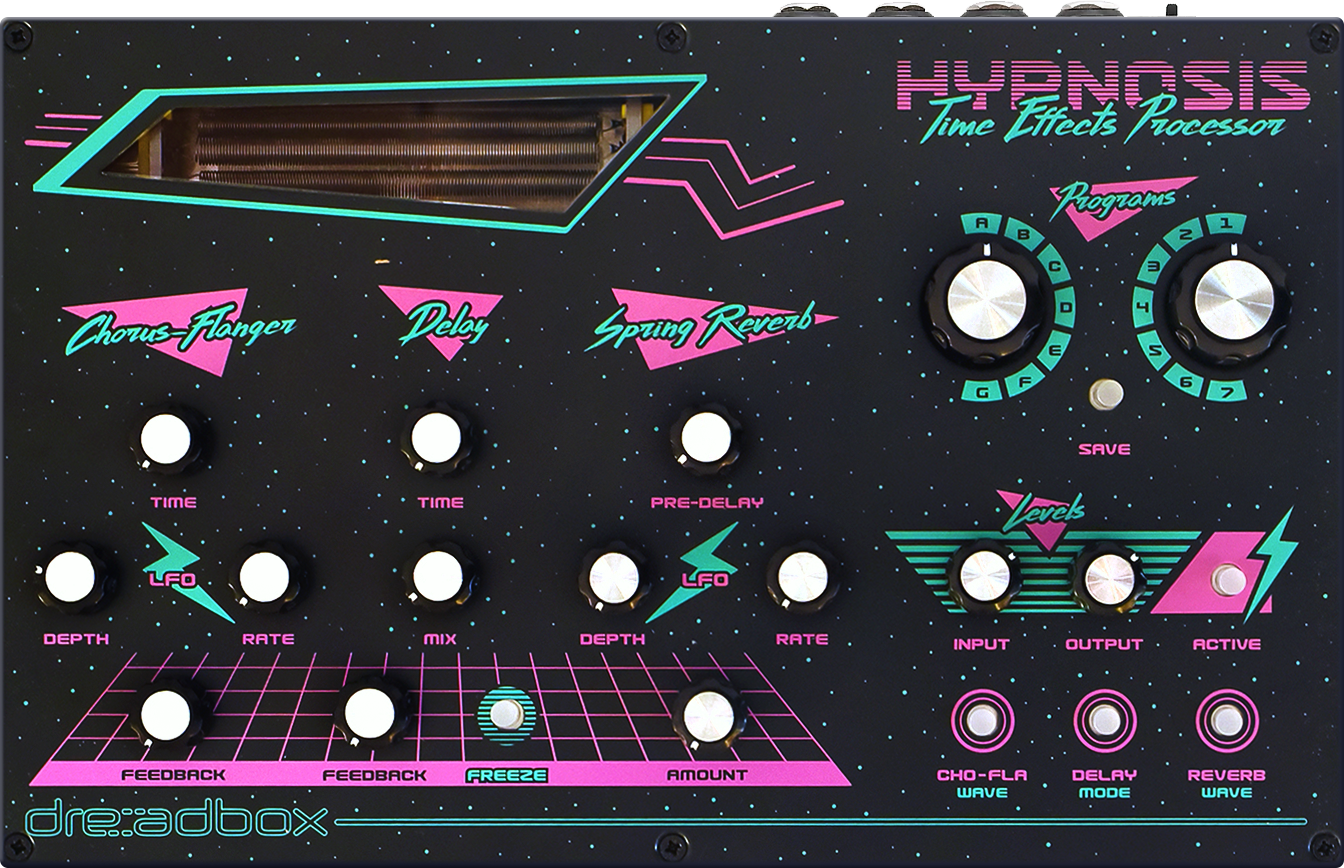 HYPNOSIS
Time Effects Processor
Programs
A
B
C
D
E
F
G
1
2
3
4
5
6
7
SAVE
Chorus-Flanger
Delay
Spring Reverb
TIME
TIME
PRE-DELAY
LFO
LFO
DEPTH
RATE
MIX
DEPTH
RATE
FEEDBACK
FEEDBACK
FREEZE
AMOUNT
Levels
INPUT
OUTPUT
ACTIVE
CHO-FLA
WAVE
DELAY
MODE
REVERB
WAVE
dre:adbox